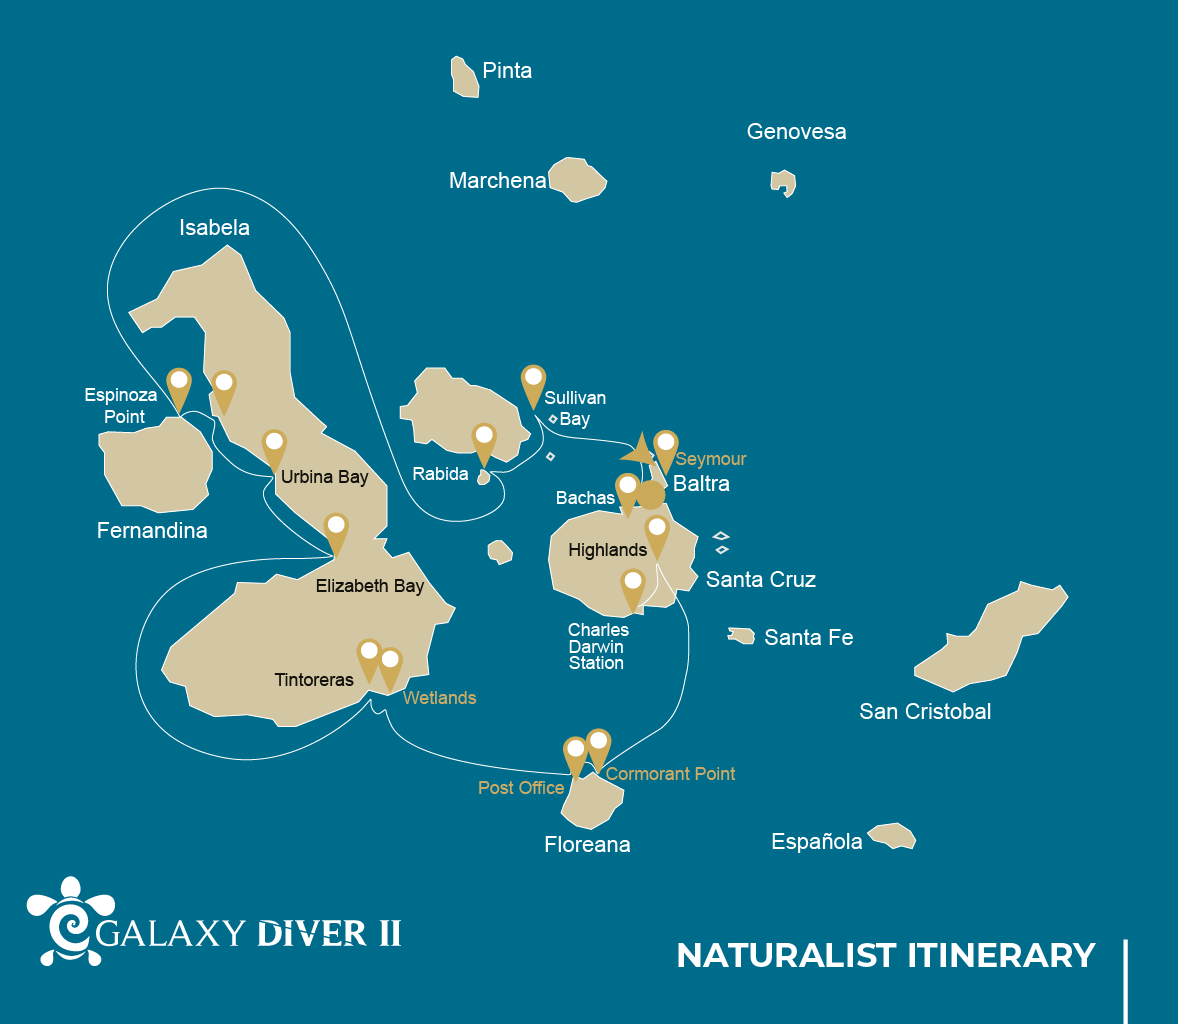 Pinta
Genovesa
Marchena
Isabela
Espinoza
Point
Sullivan
Bay
Seymour
Rabida
Urbina Bay
Baltra
Bachas
Fernandina
Highlands
Elizabeth Bay
Santa Cruz
Charles
Darwin
Station
Santa Fe
Tintoreras
Wetlands
San Cristobal
Cormorant Point
Post Office
Floreana
Española
GALAXY DIVER II
NATURALIST ITINERARY